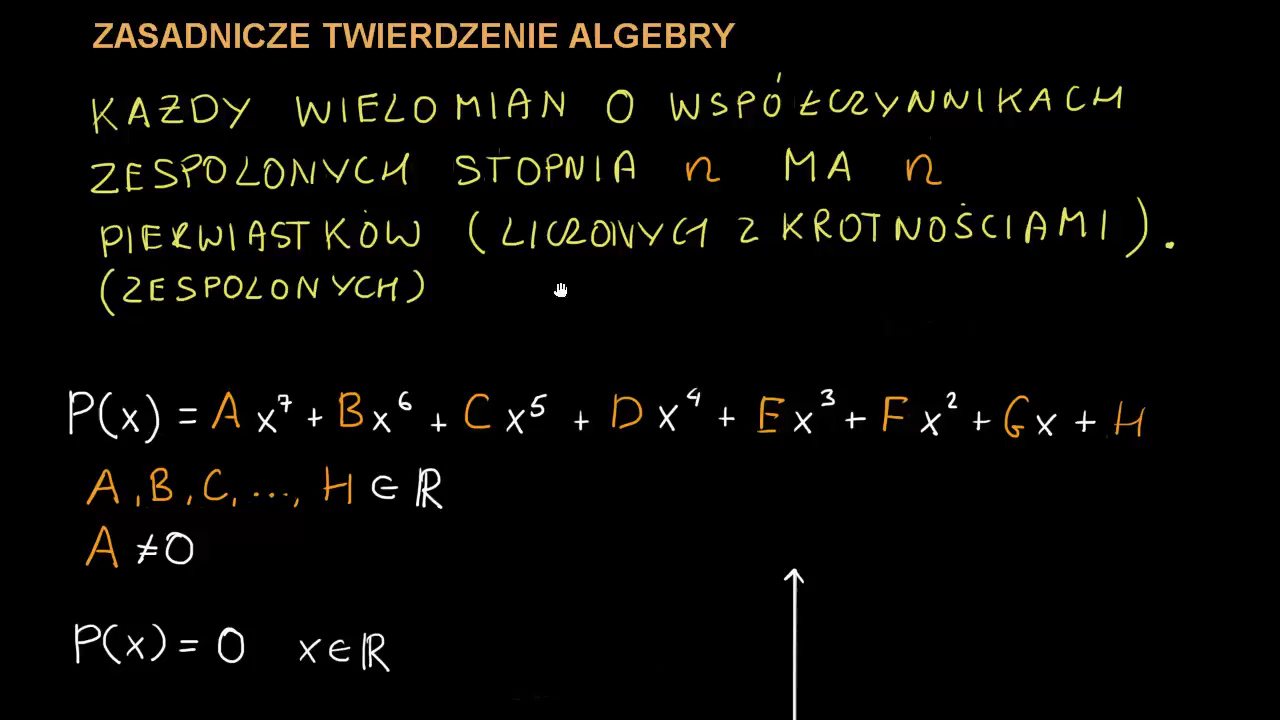 ZASADNICZE TWIERDZENIE ALGEBRY
KAŻDY WIELOMIAN O WSPÓŁCZYNNIKACH
ZESPOLONYCH STOPNIA n MA n
PIERWIASTKÓW (LICZONYCH Z KROTNOŚCIAMI).
(ZESPOLONYCH)
P(x) = Ax⁷ + Bx⁶ + Cx⁵ + Dx⁴ + Ex³ + Fx² + Gx + H
A, B, C, ..., H ∈ ℝ
A ≠ 0
P(x) = 0 x ∈ ℝ